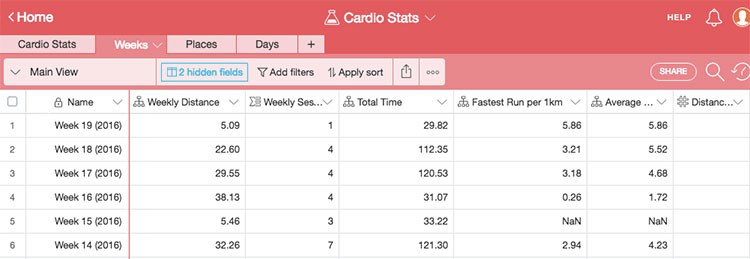 Home
Cardio Stats
HELP
Cardio Stats Weeks Places Days +
Main View 2 hidden fields Add filters Apply sort SHARE
Name Weekly Distance Weekly Ses... Total Time Fastest Run per 1km Average ... Distanc...
1 Week 19 (2016) 5.09 1 29.82 5.86 5.86
2 Week 18 (2016) 22.60 4 112.35 3.21 5.52
3 Week 17 (2016) 29.55 4 120.53 3.18 4.68
4 Week 16 (2016) 38.13 4 31.07 0.26 1.72
5 Week 15 (2016) 5.46 3 33.22 NaN NaN
6 Week 14 (2016) 32.26 7 121.30 2.94 4.23